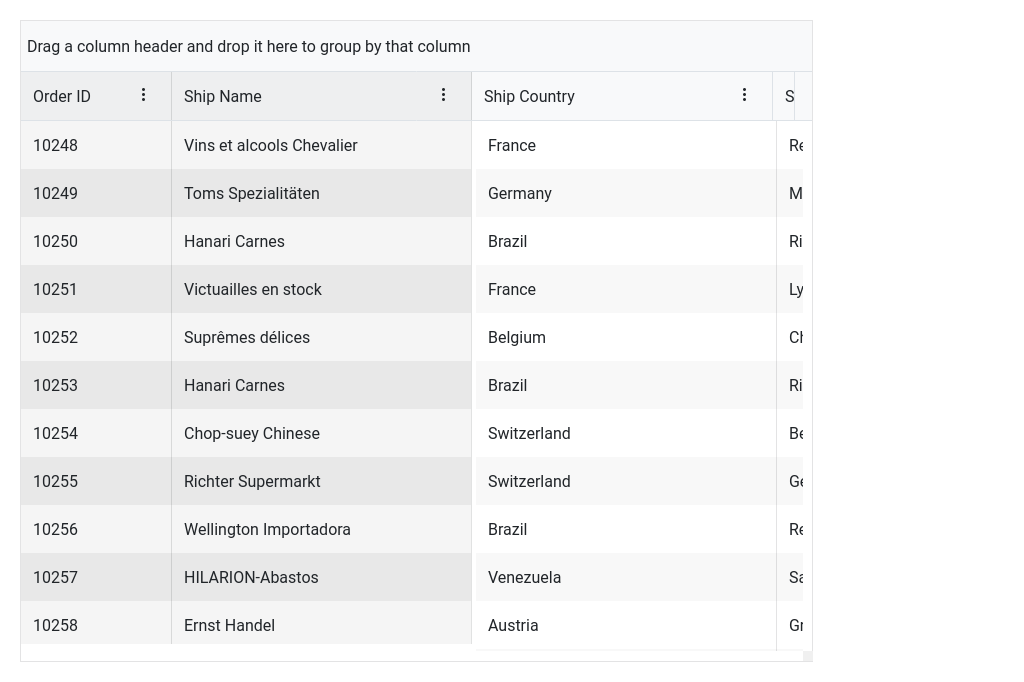 Drag a column header and drop it here to group by that column
Order ID Ship Name Ship Country S
10248 Vins et alcools Chevalier France Re
10249 Toms Spezialitäten Germany M
10250 Hanari Carnes Brazil Ri
10251 Victuailles en stock France Ly
10252 Suprêmes délices Belgium Ch
10253 Hanari Carnes Brazil Ri
10254 Chop-suey Chinese Switzerland Be
10255 Richter Supermarkt Switzerland Ge
10256 Wellington Importadora Brazil Re
10257 HILARION-Abastos Venezuela Sa
10258 Ernst Handel Austria Gr